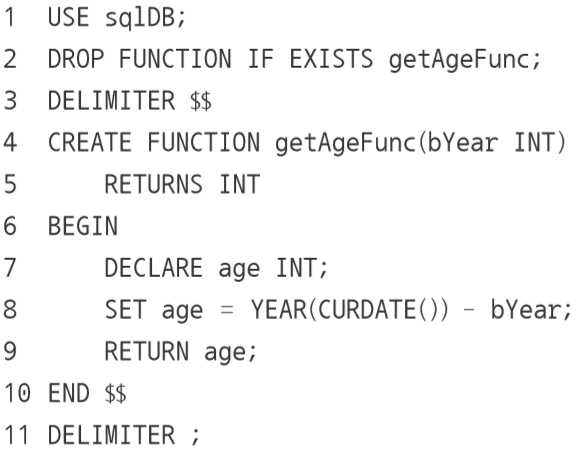 1 USE sqlDB;
2 DROP FUNCTION IF EXISTS getAgeFunc;
3 DELIMITER $$
4 CREATE FUNCTION getAgeFunc(bYear INT)
5     RETURNS INT
6 BEGIN
7     DECLARE age INT;
8     SET age = YEAR(CURDATE()) - bYear;
9     RETURN age;
10 END $$
11 DELIMITER ;